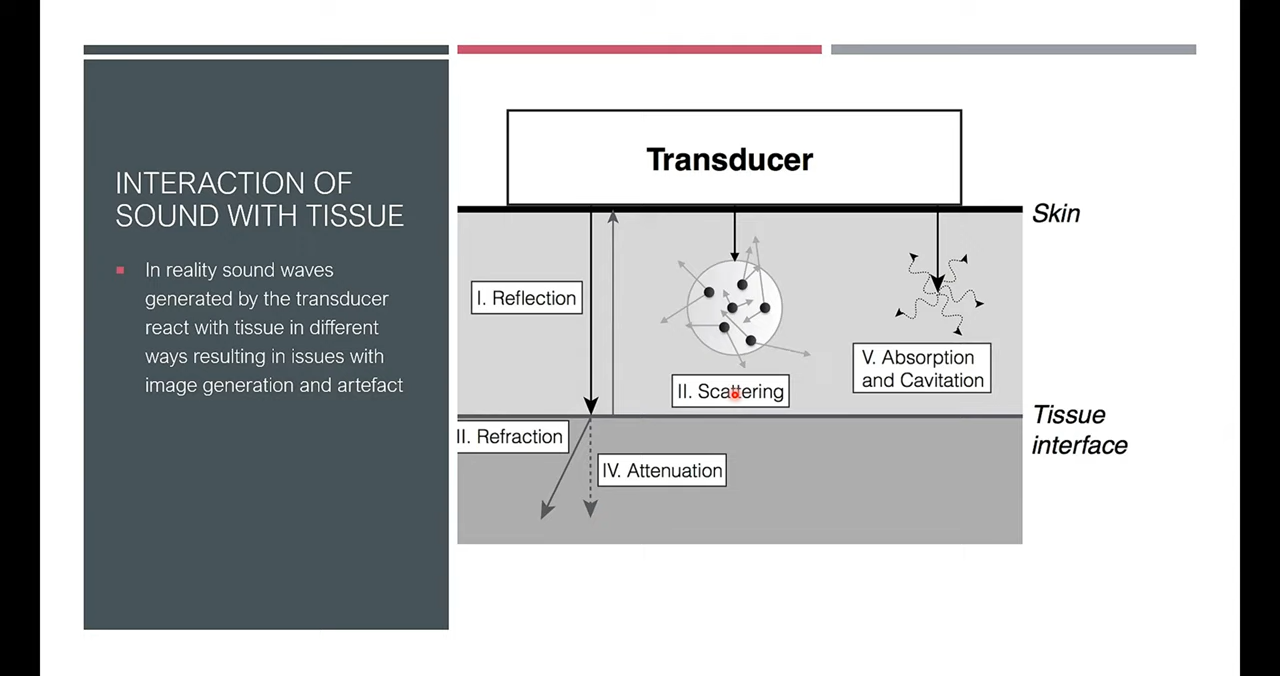 INTERACTION OF
SOUND WITH TISSUE
In reality sound waves
generated by the transducer
react with tissue in different
ways resulting in issues with
image generation and artefact
Transducer
Skin
I. Reflection
II. Scattering
V. Absorption
and Cavitation
Tissue
interface
II. Refraction
IV. Attenuation